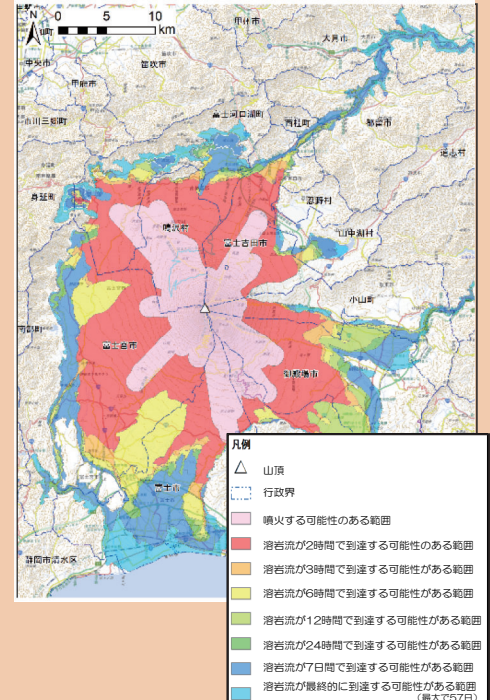 N
0 5 10
km
甲州市
大月市
中央市
笛吹市
甲府市
市川三郷町
富士河口湖町
西桂町
都留市
道志村
身延町
忍野村
鳴沢村
富士吉田市
山中湖村
小山町
南部町
富士宮市
御殿場市
富士市
静岡市清水区
凡例
山頂
行政界
噴火する可能性のある範囲
溶岩流が2時間で到達する可能性のある範囲
溶岩流が3時間で到達する可能性がある範囲
溶岩流が6時間で到達する可能性がある範囲
溶岩流が12時間で到達する可能性がある範囲
溶岩流が24時間で到達する可能性がある範囲
溶岩流が7日間で到達する可能性がある範囲
溶岩流が最終的に到達する可能性がある範囲
(最大で57日)